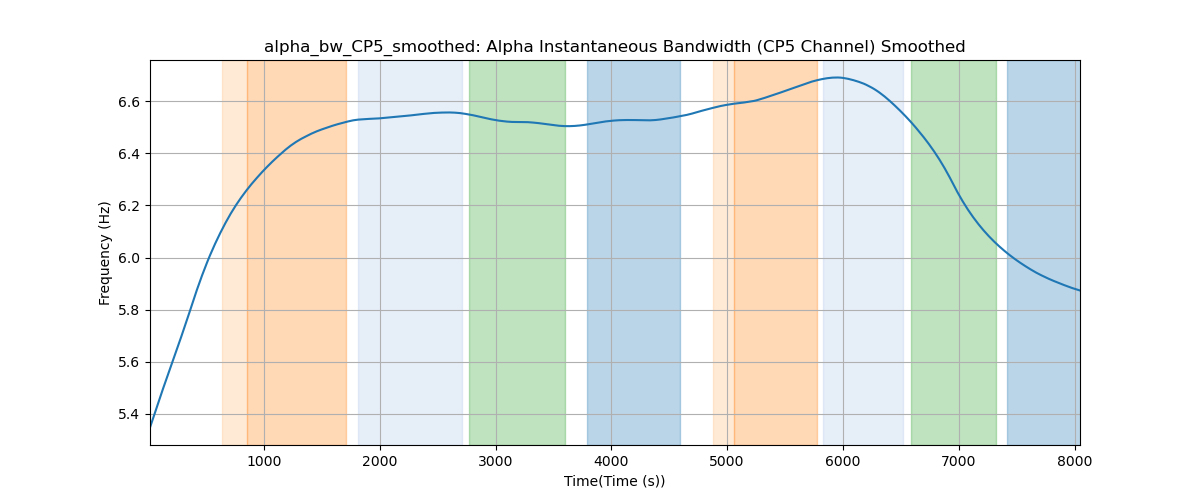 alpha_bw_CP5_smoothed: Alpha Instantaneous Bandwidth (CP5 Channel) Smoothed
Frequency (Hz)
6.6
6.4
6.2
6.0
5.8
5.6
5.4
1000 2000 3000 4000 5000 6000 7000 8000
Time(Time (s))